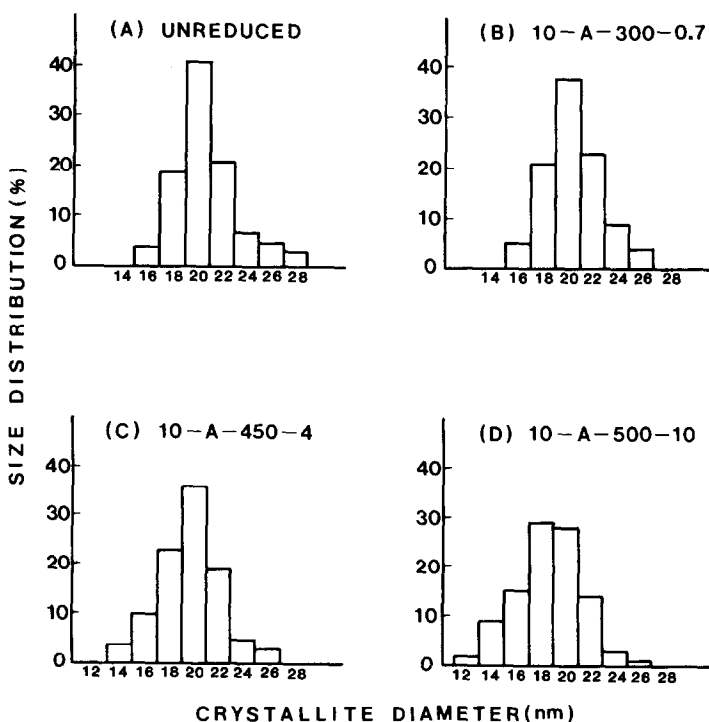 (A) UNREDUCED
40
30
20
10
0
14 16 18 20 22 24 26 28
(B) 10-A-300-0.7
40
30
20
10
0
14 16 18 20 22 24 26 28
(C) 10-A-450-4
40
30
20
10
0
12 14 16 18 20 22 24 26 28
(D) 10-A-500-10
40
30
20
10
0
12 14 16 18 20 22 24 26 28
SIZE DISTRIBUTION(%)
CRYSTALLITE DIAMETER(nm)